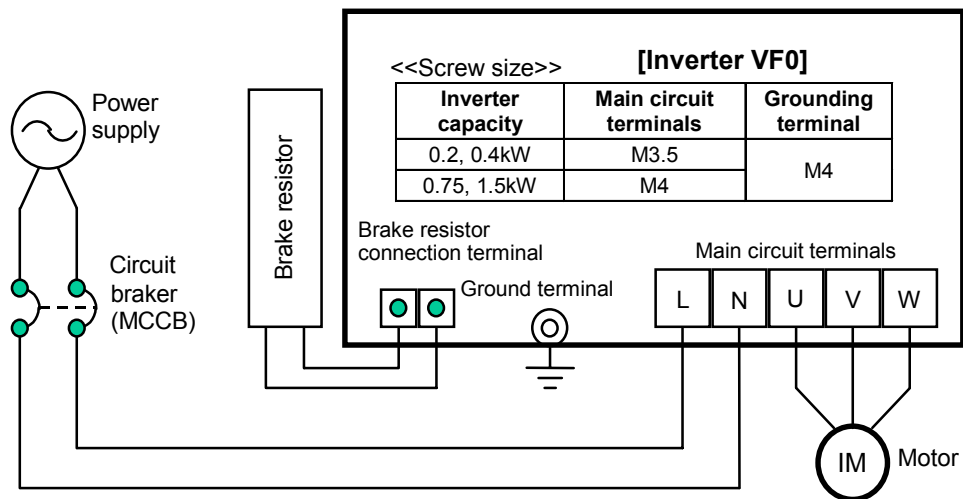 [Inverter VF0]
<<Screw size>>
Inverter capacity
Main circuit terminals
Grounding terminal
0.2, 0.4kW
M3.5
M4
0.75, 1.5kW
M4
Power
supply
Brake resistor
Circuit
braker
(MCCB)
Brake resistor
connection terminal
Ground terminal
Main circuit terminals
L N U V W
IM
Motor